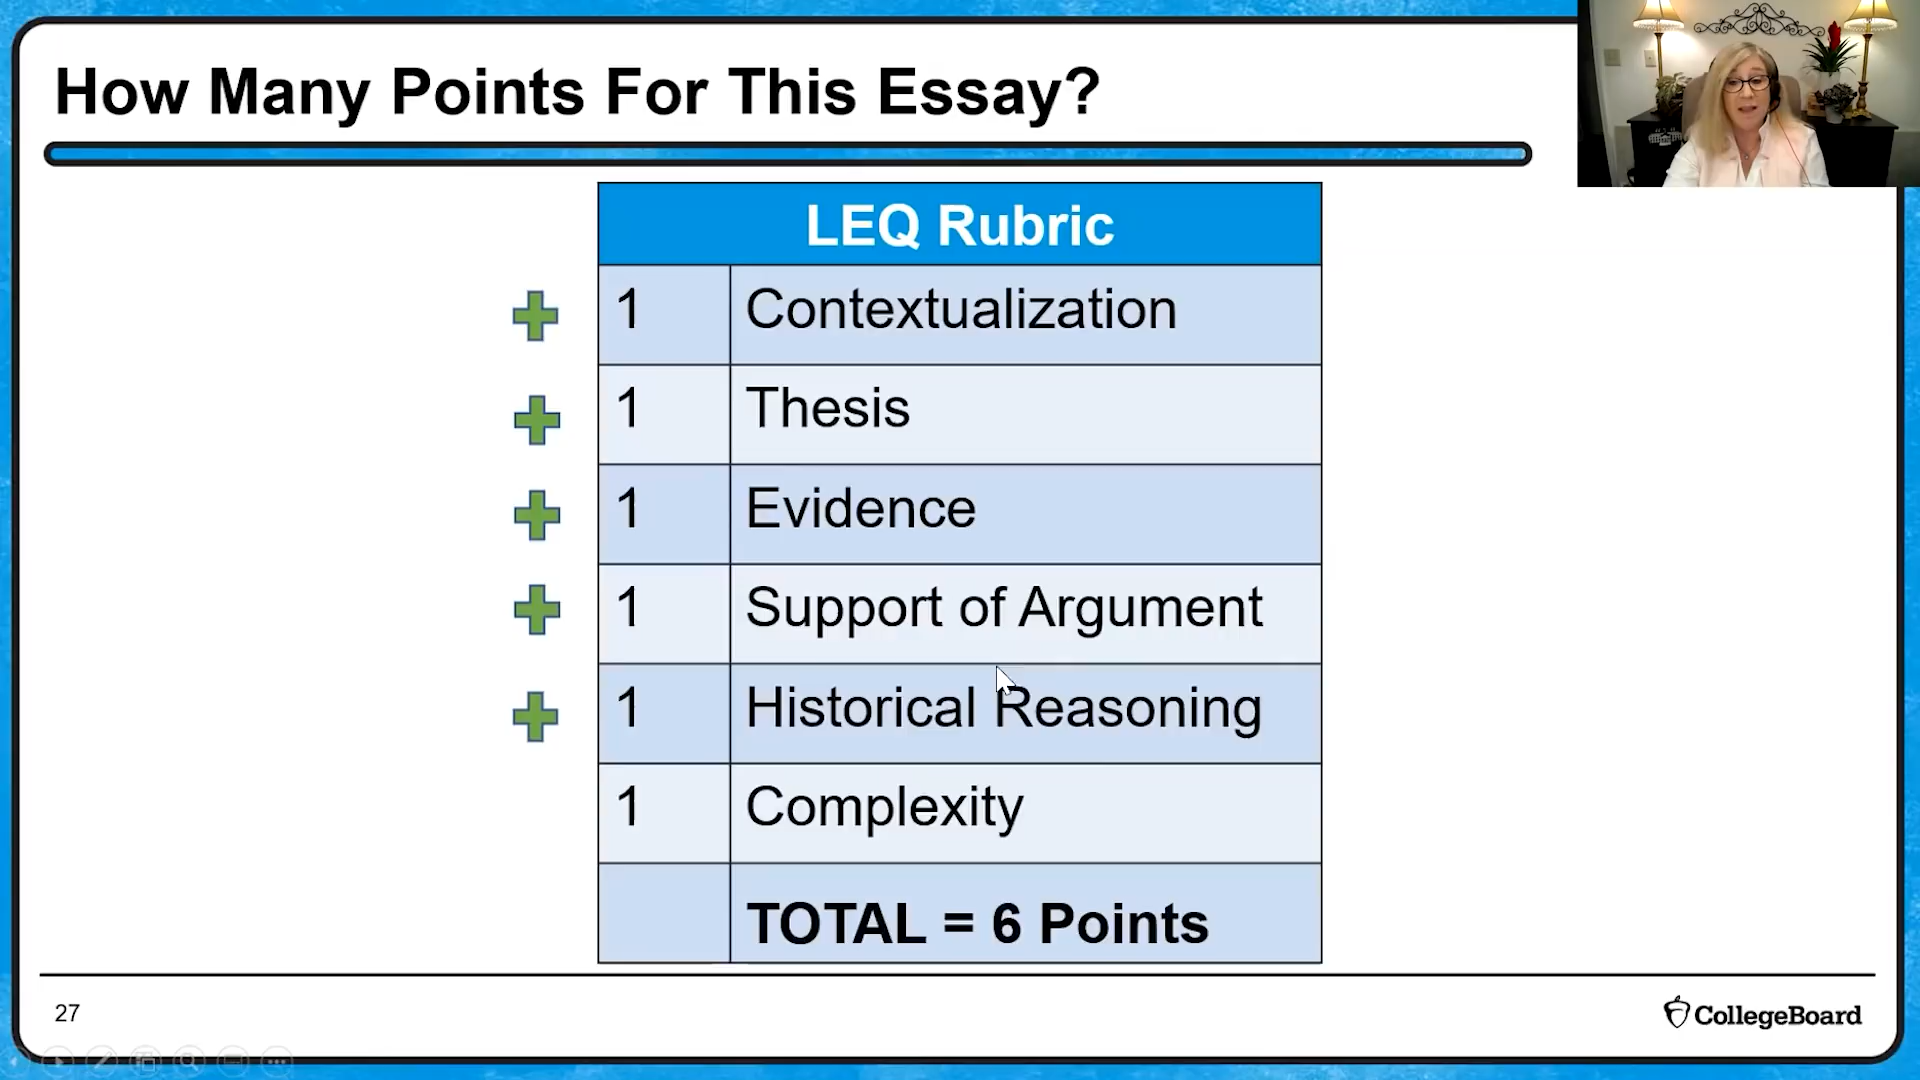 How Many Points For This Essay?
LEQ Rubric
1 Contextualization
1 Thesis
1 Evidence
1 Support of Argument
1 Historical Reasoning
1 Complexity
TOTAL = 6 Points
27
CollegeBoard